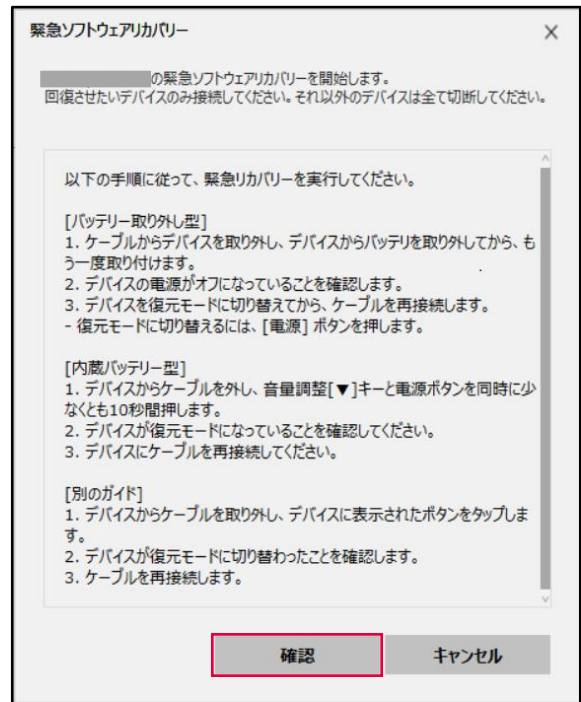 緊急ソフトウェアリカバリー
の緊急ソフトウェアリカバリーを開始します。
回復させたいデバイスのみ接続してください。それ以外のデバイスは全て切断してください。
以下の手順に従って、緊急リカバリーを実行してください。
[バッテリー取り外し型]
1. ケーブルからデバイスを取り外し、デバイスからバッテリを取り外してから、も
う一度取り付けます。
2. デバイスの電源がオフになっていることを確認します。
3. デバイスを復元モードに切り替えてから、ケーブルを再接続します。
- 復元モードに切り替えるには、[電源] ボタンを押します。
[内蔵バッテリー型]
1. デバイスからケーブルを外し、音量調整[▼]キーと電源ボタンを同時に少
なくとも10秒間押します。
2. デバイスが復元モードになっていることを確認してください。
3. デバイスにケーブルを再接続してください。
[別のガイド]
1. デバイスからケーブルを取り外し、デバイスに表示されたボタンをタップしま
す。
2. デバイスが復元モードに切り替わったことを確認します。
3. ケーブルを再接続します。
確認
キャンセル